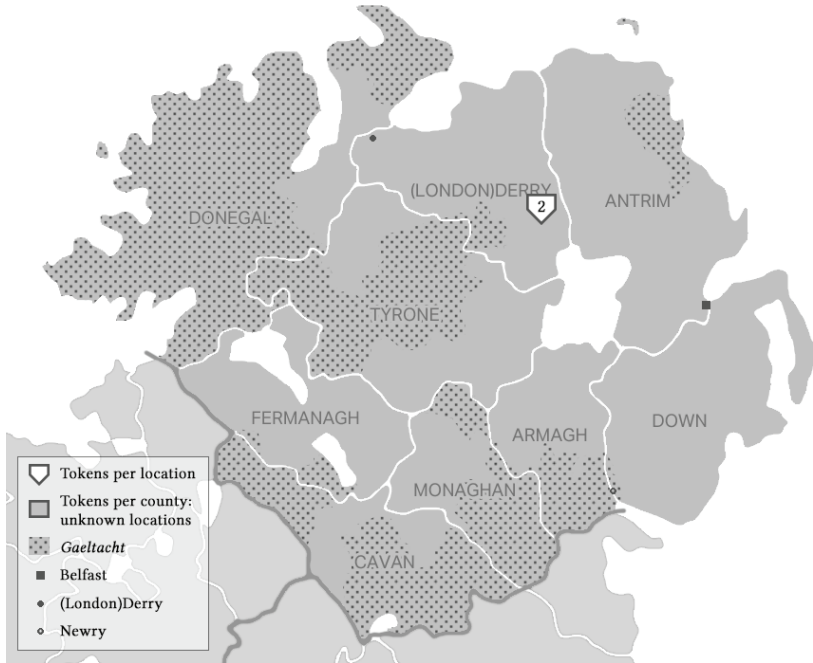 (LONDON)DERRY
2
ANTRIM
DONEGAL
TYRONE
FERMANAGH
DOWN
ARMAGH
MONAGHAN
CAVAN
Tokens per location
Tokens per county:
unknown locations
Gaeltacht
Belfast
(London)Derry
Newry